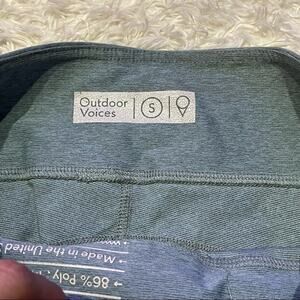 Outdoor
Voices
S
Made in the United S
86% Poly